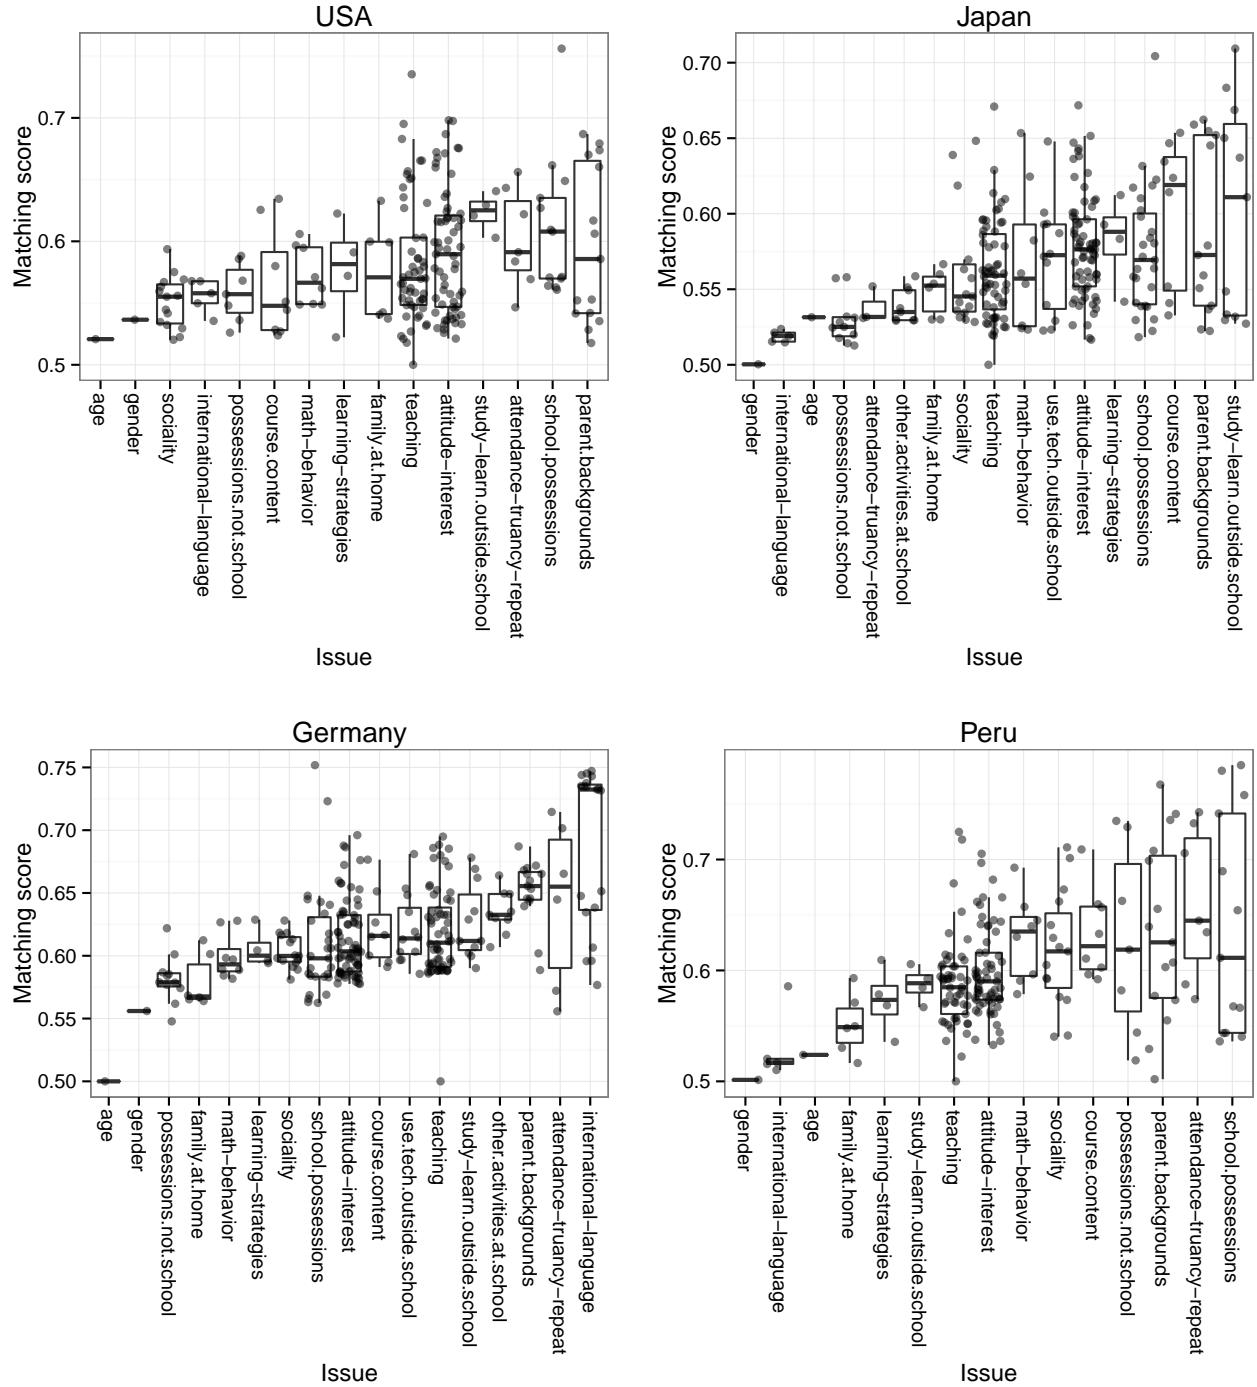 USA
Matching score
0.7
0.6
0.5
age
gender
sociality
international−language
possessions.not.school
course.content
math−behavior
learning−strategies
family.at.home
teaching
attitude−interest
study−learn.outside.school
attendance−truancy−repeat
school.possessions
parent.backgrounds
Issue
Japan
Matching score
0.70
0.65
0.60
0.55
0.50
gender
international−language
age
possessions.not.school
attendance−truancy−repeat
other.activities.at.school
family.at.home
sociality
teaching
math−behavior
use.tech.outside.school
attitude−interest
learning−strategies
school.possessions
course.content
parent.backgrounds
study−learn.outside.school
Issue
Germany
Matching score
0.75
0.70
0.65
0.60
0.55
0.50
age
gender
possessions.not.school
family.at.home
math−behavior
learning−strategies
sociality
school.possessions
attitude−interest
course.content
use.tech.outside.school
teaching
study−learn.outside.school
other.activities.at.school
parent.backgrounds
attendance−truancy−repeat
international−language
Issue
Peru
Matching score
0.7
0.6
0.5
gender
international−language
age
family.at.home
learning−strategies
study−learn.outside.school
teaching
attitude−interest
math−behavior
sociality
course.content
possessions.not.school
parent.backgrounds
attendance−truancy−repeat
school.possessions
Issue